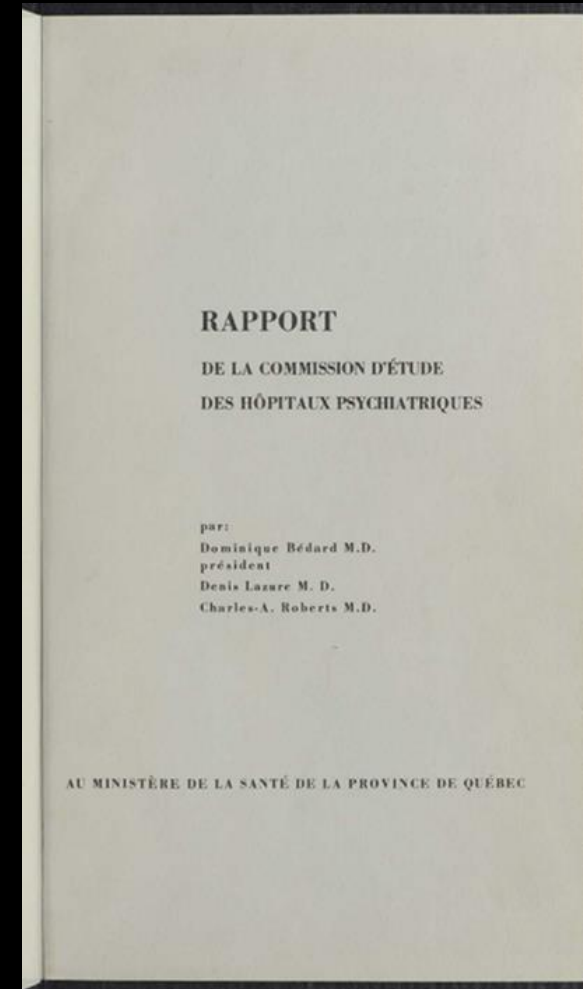 RAPPORT
DE LA COMMISSION D'ÉTUDE
DES HÔPITAUX PSYCHIATRIQUES
par:
Dominique Bédard M.D.
président
Denis Lazure M. D.
Charles-A. Roberts M.D.
AU MINISTÈRE DE LA SANTÉ DE LA PROVINCE DE QUÉBEC